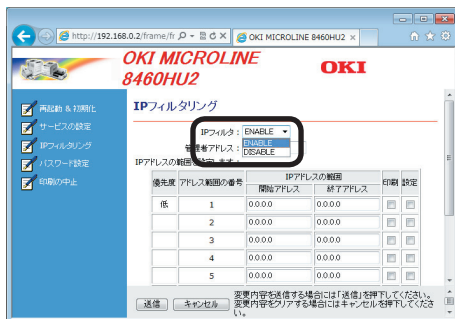 http://192.168.0.2/frame/fr
OKI MICROLINE 8460HU2
OKI MICROLINE
8460HU2
OKI
再起動 & 初期化
サービスの設定
IPフィルタリング
パスワード設定
印刷の中止
IPフィルタリング
IPフィルタ : ENABLE
ENABLE
DISABLE
管理者アドレス :
IPアドレスの範囲を設定します :
優先度 アドレス範囲の番号 IPアドレスの範囲 印刷 設定
開始アドレス 終了アドレス
低 1 0.0.0.0 0.0.0.0
2 0.0.0.0 0.0.0.0
3 0.0.0.0 0.0.0.0
4 0.0.0.0 0.0.0.0
5 0.0.0.0 0.0.0.0
送信 キャンセル
変更内容を送信する場合には「送信」を押下してください。
変更内容をクリアする場合にはキャンセルを押下してくださ
い。